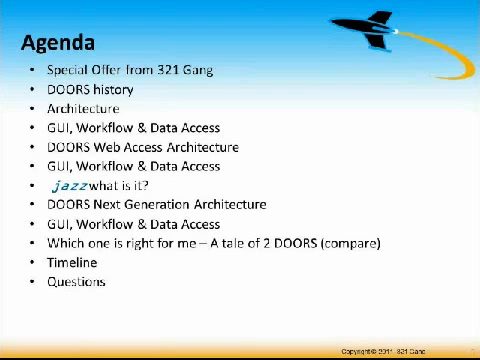 Agenda
• Special Offer from 321 Gang
• DOORS history
• Architecture
• GUI, Workflow & Data Access
• DOORS Web Access Architecture
• GUI, Workflow & Data Access
• jazz what is it?
• DOORS Next Generation Architecture
• GUI, Workflow & Data Access
• Which one is right for me – A tale of 2 DOORS (compare)
• Timeline
• Questions
Copyright © 2011 321 Gang